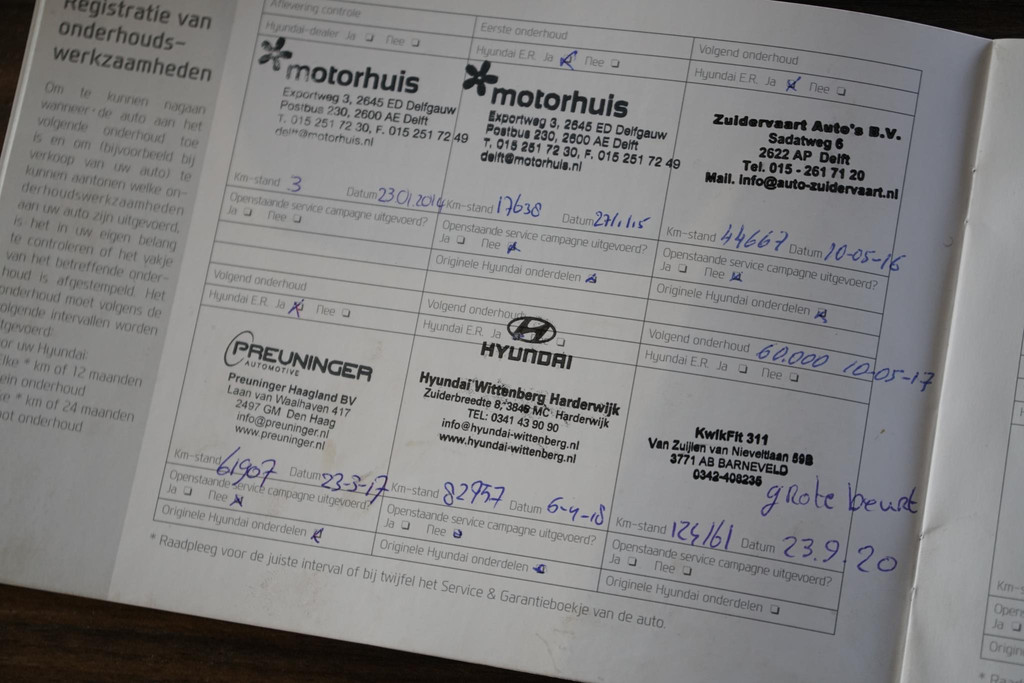 Registratie van
onderhouds-
werkzaamheden
Om te kunnen nagaan
wanneer de auto aan het
volgende onderhoud toe
is en om (bijvoorbeeld bij
verkoop van uw auto) te
kunnen aantonen welke on-
derhoudswerkzaamheden
aan uw auto zijn uitgevoerd,
is het in uw eigen belang
te controleren of het vakje
van het betreffende onder-
houd is afgestempeld. Het
onderhoud moet volgens de
volgende intervallen worden
uitgevoerd:
* km of 12 maanden
onderhoud
* km of 24 maanden
onderhoud
Aflevering controle
Hyundai-dealer Ja Nee
motorhuis
Exportweg 3, 2645 ED Delfgauw
Postbus 230, 2600 AE Delft
T. 015 251 72 30, F. 015 251 72 49
delft@motorhuis.nl
Km-stand 3 Datum 23012014
Openstaande service campagne uitgevoerd?
Ja Nee
Eerste onderhoud
Hyundai E.R. Ja Nee
motorhuis
Exportweg 3, 2645 ED Delfgauw
Postbus 230, 2600 AE Delft
T. 015 251 72 30, F. 015 251 72 49
delft@motorhuis.nl
Km-stand 17638 Datum
Openstaande service campagne uitgevoerd?
Ja Nee
Originele Hyundai onderdelen
Volgend onderhoud
Hyundai E.R. Ja Nee
Zuidervaart Auto's B.V.
Sadatweg 6
2622 AP Delft
Tel. 015 - 261 71 20
Mail. info@auto-zuidervaart.nl
Km-stand 44667 Datum 10-05-16
Openstaande service campagne uitgevoerd?
Ja Nee
Originele Hyundai onderdelen
Volgend onderhoud
Hyundai E.R. Ja Nee
PREUNINGER
AUTOMOTIVE
Preuninger Haagland BV
Laan van Waalhaven 417
2497 GM Den Haag
info@preuninger.nl
www.preuninger.nl
Km-stand 61907 Datum 23-3-17
Openstaande service campagne uitgevoerd?
Ja Nee
Originele Hyundai onderdelen
Volgend onderhoud
Hyundai E.R. Ja
HYUNDAI
Hyundai Wittenberg Harderwijk
Zuiderbreedte 8, 3845 MC Harderwijk
TEL: 0341 43 90 90
info@hyundai-wittenberg.nl
www.hyundai-wittenberg.nl
Km-stand 82957 Datum 6-4-18
Openstaande service campagne uitgevoerd?
Ja Nee
Originele Hyundai onderdelen
Volgend onderhoud 60.000 10-05-17
Hyundai E.R. Ja Nee
KwikFit 311
Van Zuijlen van Nieveltlaan 59B
3771 AB BARNEVELD
0342-408235
grote beurt
Km-stand 124161 Datum 23.9.20
Openstaande service campagne uitgevoerd?
Ja Nee
Originele Hyundai onderdelen
* Raadpleeg voor de juiste interval of bij twijfel het Service & Garantieboekje van de auto.